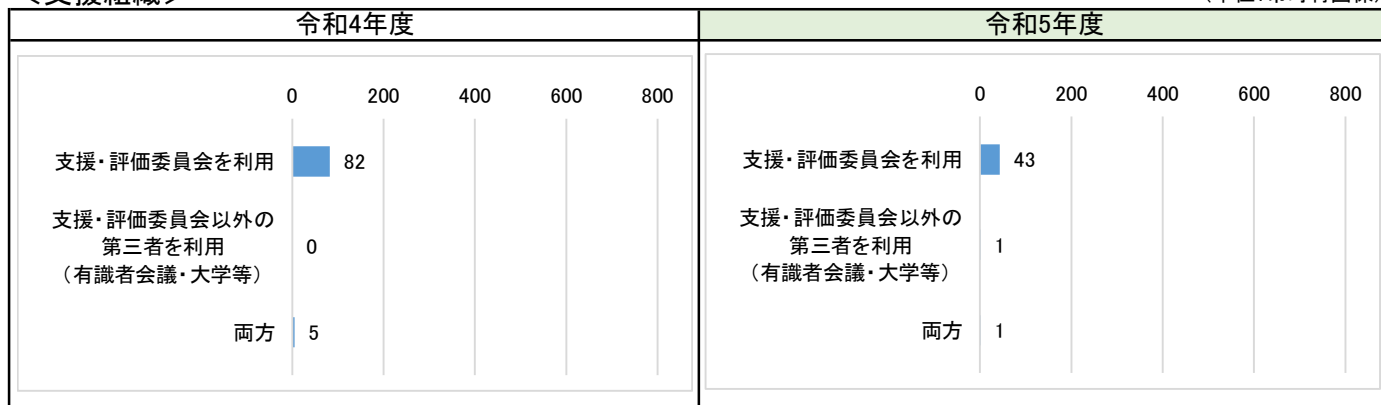 ＜支援組織＞
令和4年度
令和5年度
0 200 400 600 800
支援・評価委員会を利用 82
支援・評価委員会以外の
第三者を利用 0
（有識者会議・大学等）
両方 5
0 200 400 600 800
支援・評価委員会を利用 43
支援・評価委員会以外の
第三者を利用 1
（有識者会議・大学等）
両方 1